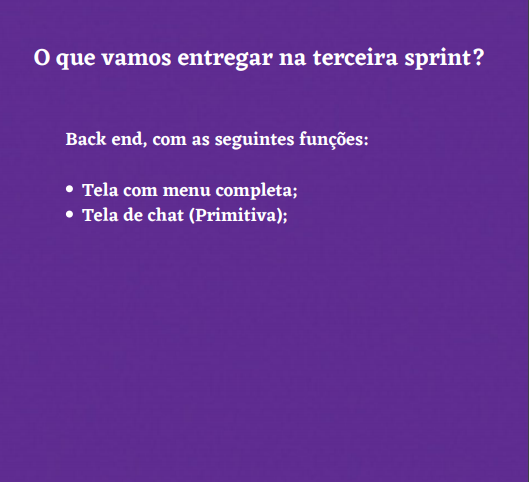 O que vamos entregar na terceira sprint?
Back end, com as seguintes funções:
• Tela com menu completa;
• Tela de chat (Primitiva);